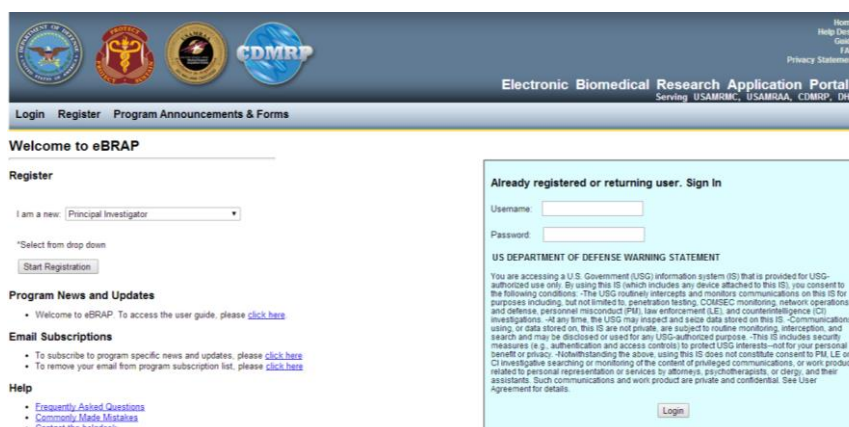 CDMRP
Help
Privacy
Electronic Biomedical Research Application Portal
Serving USAMRMC, USAMRAA, CDMRP,
Login Register Program Announcements & Forms
Welcome to eBRAP
Register
I am a new: Principal Investigator
*Select from drop down
Start Registration
Program News and Updates
• Welcome to eBRAP. To access the user guide, please click here.
Email Subscriptions
• To subscribe to program specific news and updates, please click here
• To remove your email from program subscription list, please click here
Help
• Frequently Asked Questions
• Commonly Made Mistakes
• Contact the helpdesk
Already registered or returning user. Sign In
Username:
Password:
US DEPARTMENT OF DEFENSE WARNING STATEMENT
You are accessing a U.S. Government (USG) information system (IS) that is provided for USG-
authorized use only. By using this IS (which includes any device attached to this IS), you consent to
the following conditions: -The USG routinely intercepts and monitors communications on this IS for
purposes including, but not limited to, penetration testing, COMSEC monitoring, network operations
and defense, personnel misconduct (PM), law enforcement (LE), and counterintelligence (CI)
investigations. -At any time, the USG may inspect and seize data stored on this IS. -Communications
using, or data stored on, this IS are not private, are subject to routine monitoring, interception, and
search and may be disclosed or used for any USG-authorized purpose. -This IS includes security
measures (e.g., authentication and access controls) to protect USG interests--not for your personal
benefit or privacy. -Notwithstanding the above, using this IS does not constitute consent to PM, LE or
CI investigative searching or monitoring of the content of privileged communications, or work product
related to personal representation or services by attorneys, psychotherapists, or clergy, and their
assistants. Such communications and work product are private and confidential. See User
Agreement for details.
Login